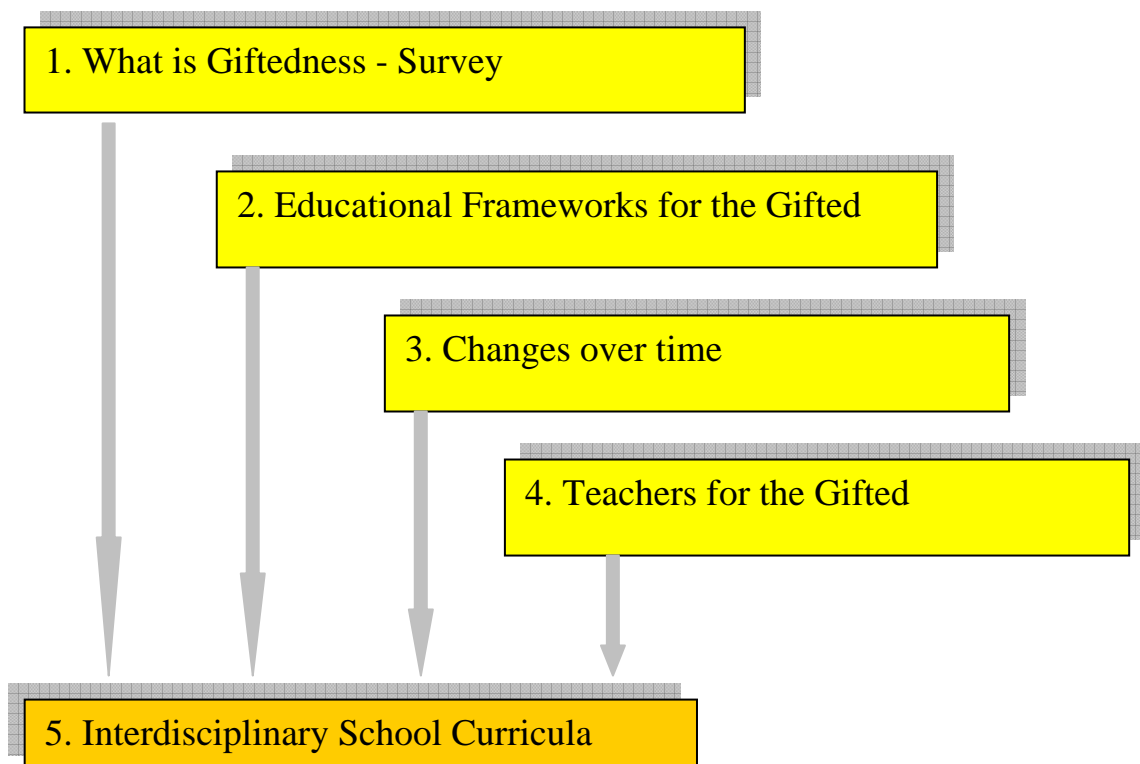 1. What is Giftedness - Survey
2. Educational Frameworks for the Gifted
3. Changes over time
4. Teachers for the Gifted
5. Interdisciplinary School Curricula